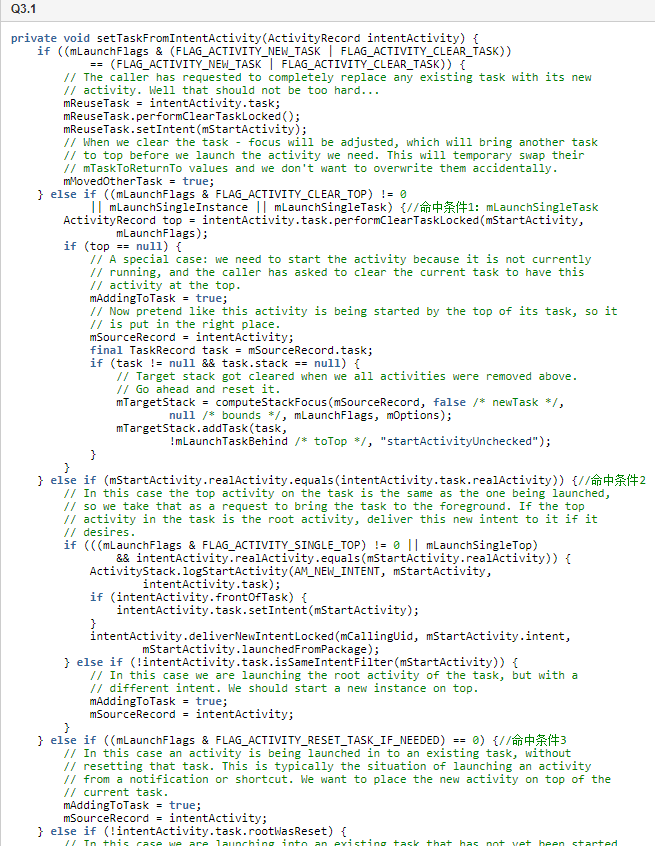 Q3.1
private void setTaskFromIntentActivity(ActivityRecord intentActivity) {
if ((mLaunchFlags & (FLAG_ACTIVITY_NEW_TASK | FLAG_ACTIVITY_CLEAR_TASK))
== (FLAG_ACTIVITY_NEW_TASK | FLAG_ACTIVITY_CLEAR_TASK)) {
// The caller has requested to completely replace any existing task with its new
// activity. Well that should not be too hard...
mReuseTask = intentActivity.task;
mReuseTask.performClearTaskLocked();
mReuseTask.setIntent(mStartActivity);
// When we clear the task - focus will be adjusted, which will bring another task
// to top before we launch the activity we need. This will temporary swap their
// mTaskToReturnTo values and we don't want to overwrite them accidentally.
mMovedOtherTask = true;
} else if ((mLaunchFlags & FLAG_ACTIVITY_CLEAR_TOP) != 0
|| mLaunchSingleInstance || mLaunchSingleTask) {//命中条件1: mLaunchSingleTask
ActivityRecord top = intentActivity.task.performClearTaskLocked(mStartActivity,
mLaunchFlags);
if (top == null) {
// A special case: we need to start the activity because it is not currently
// running, and the caller has asked to clear the current task to have this
// activity at the top.
mAddingToTask = true;
// Now pretend like this activity is being started by the top of its task, so it
// is put in the right place.
mSourceRecord = intentActivity;
final TaskRecord task = mSourceRecord.task;
if (task != null && task.stack == null) {
// Target stack got cleared when we all activities were removed above.
// Go ahead and reset it.
mTargetStack = computeStackFocus(mSourceRecord, false /* newTask */,
null /* bounds */, mLaunchFlags, mOptions);
mTargetStack.addTask(task,
!mLaunchTaskBehind /* toTop */, "startActivityUnchecked");
}
}
} else if (mStartActivity.realActivity.equals(intentActivity.task.realActivity)) {//命中条件2
// In this case the top activity on the task is the same as the one being launched,
// so we take that as a request to bring the task to the foreground. If the top
// activity in the task is the root activity, deliver this new intent to it if it
// desires.
if (((mLaunchFlags & FLAG_ACTIVITY_SINGLE_TOP) != 0 || mLaunchSingleTop)
&& intentActivity.realActivity.equals(mStartActivity.realActivity)) {
ActivityStack.logStartActivity(AM_NEW_INTENT, mStartActivity,
intentActivity.task);
if (intentActivity.frontOfTask) {
intentActivity.task.setIntent(mStartActivity);
}
intentActivity.deliverNewIntentLocked(mCallingUid, mStartActivity.intent,
mStartActivity.launchedFromPackage);
} else if (!intentActivity.task.isSameIntentFilter(mStartActivity)) {
// In this case we are launching the root activity of the task, but with a
// different intent. We should start a new instance on top.
mAddingToTask = true;
mSourceRecord = intentActivity;
}
} else if ((mLaunchFlags & FLAG_ACTIVITY_RESET_TASK_IF_NEEDED) == 0) {//命中条件3
// In this case an activity is being launched in to an existing task, without
// resetting that task. This is typically the situation of launching an activity
// from a notification or shortcut. We want to place the new activity on top of the
// current task.
mAddingToTask = true;
mSourceRecord = intentActivity;
} else if (!intentActivity.task.rootWasReset) {
// In this case we are launching into an existing task that has not yet been started